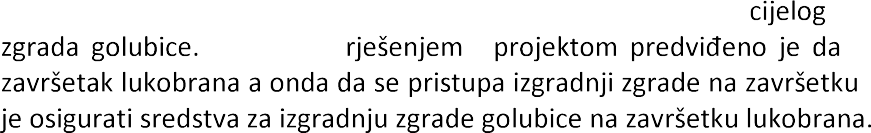 cijelog
zgrada golubice. rješenjem projektom predviđeno je da
završetak lukobrana a onda da se pristupa izgradnji zgrade na završetku
je osigurati sredstva za izgradnju zgrade golubice na završetku lukobrana.